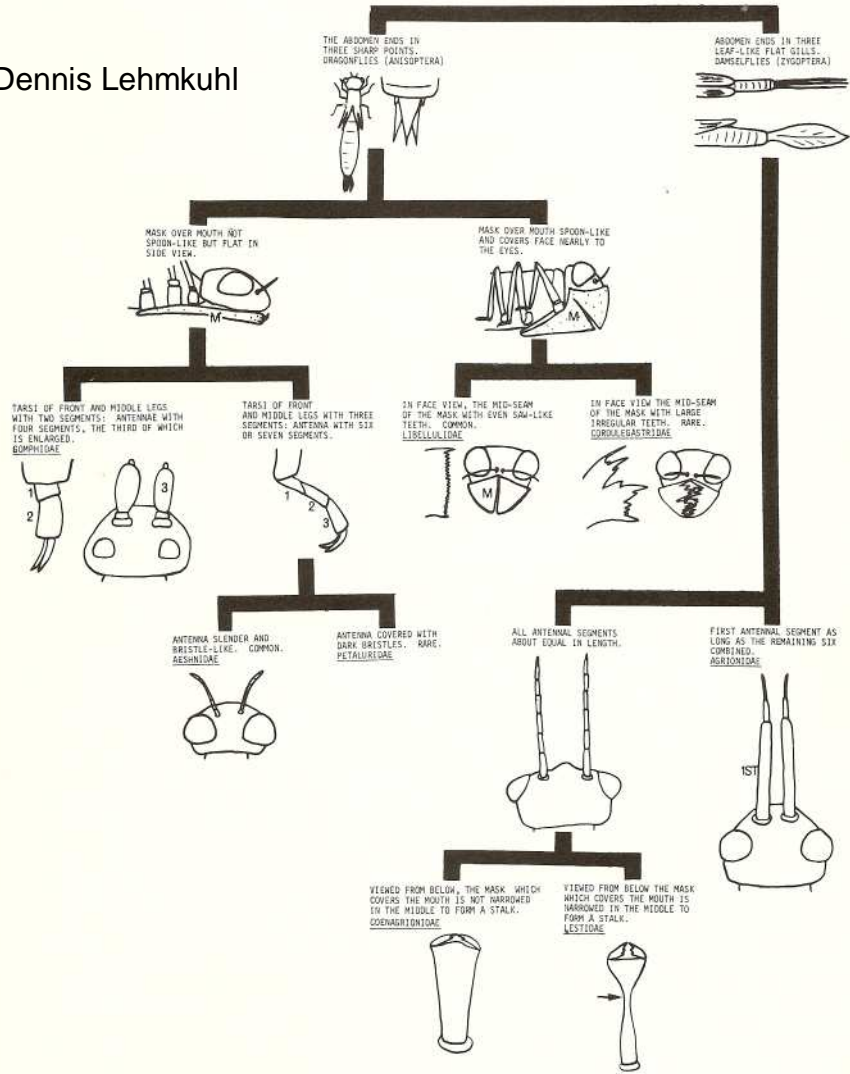 Dennis Lehmkuhl
THE ABDOMEN ENDS IN
THREE SHARP POINTS.
DRAGONFLIES (ANISOPTERA)
ABDOMEN ENDS IN THREE
LEAF-LIKE FLAT GILLS.
DAMSELFLIES (ZYGOPTERA)
MASK OVER MOUTH NOT
SPOON-LIKE BUT FLAT IN
SIDE VIEW.
M
MASK OVER MOUTH SPOON-LIKE
AND COVERS FACE NEARLY TO
THE EYES.
M
TARSI OF FRONT AND MIDDLE LEGS
WITH TWO SEGMENTS: ANTENNAE WITH
FOUR SEGMENTS, THE THIRD OF WHICH
IS ENLARGED.
GOMPHIDAE
1
2
3
TARSI OF FRONT
AND MIDDLE LEGS WITH THREE
SEGMENTS: ANTENNA WITH SIX
OR SEVEN SEGMENTS.
1
2
3
IN FACE VIEW, THE MID-SEAM
OF THE MASK WITH EVEN SAW-LIKE
TEETH. COMMON.
LIBELLULIDAE
M
IN FACE VIEW THE MID-SEAM
OF THE MASK WITH LARGE
IRREGULAR TEETH. RARE.
CORDULEGASTRIDAE
ANTENNA SLENDER AND
BRISTLE-LIKE. COMMON.
AESHNIDAE
ANTENNA COVERED WITH
DARK BRISTLES. RARE.
PETALURIDAE
ALL ANTENNAL SEGMENTS
ABOUT EQUAL IN LENGTH.
FIRST ANTENNAL SEGMENT AS
LONG AS THE REMAINING SIX
COMBINED.
AGRIONIDAE
1ST
VIEWED FROM BELOW, THE MASK WHICH
COVERS THE MOUTH IS NOT NARROWED
IN THE MIDDLE TO FORM A STALK.
COENAGRIONIDAE
VIEWED FROM BELOW THE MASK
WHICH COVERS THE MOUTH IS
NARROWED IN THE MIDDLE TO
FORM A STALK.
LESTIDAE